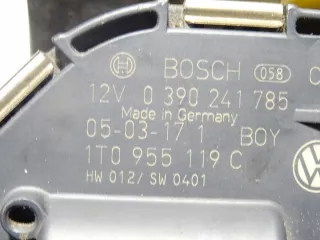 BOSCH 058 C
12V 0 390 241 785
Made in Germany
05-03-17 1 BOY
1T0 955 119 C
HW 012/ SW 0401